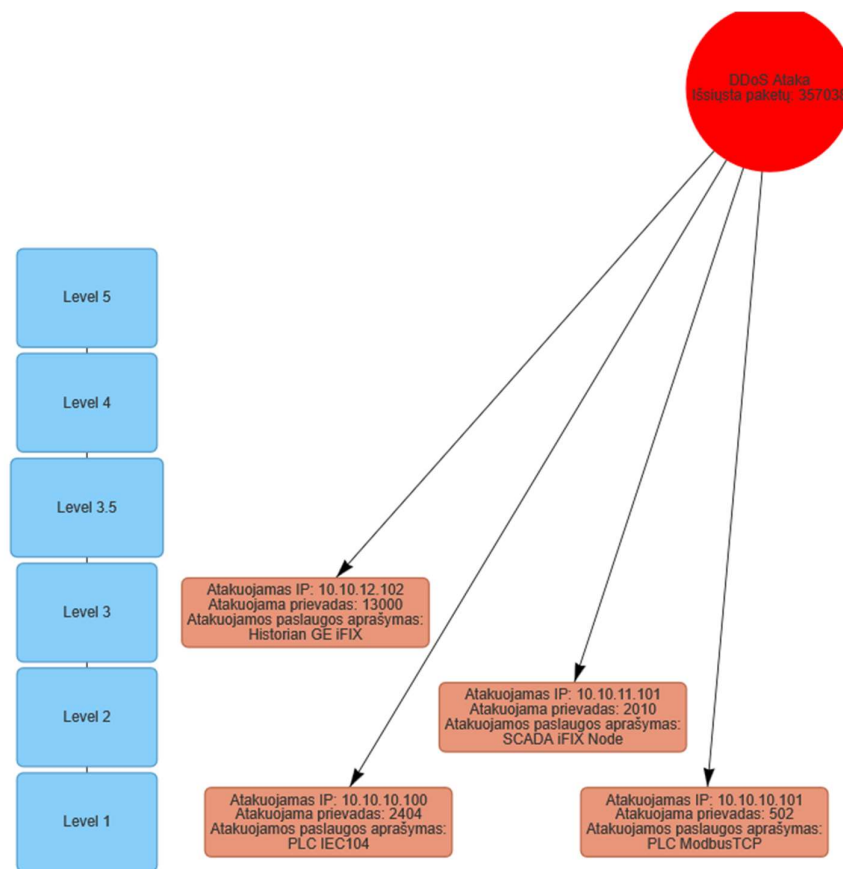 DDoS Ataka
Išsiųsta paketų: 357038
Level 5
Level 4
Level 3.5
Level 3
Level 2
Level 1
Atakuojamas IP: 10.10.12.102
Atakuojama prievadas: 13000
Atakuojamos paslaugos aprašymas:
Historian GE iFIX
Atakuojamas IP: 10.10.11.101
Atakuojama prievadas: 2010
Atakuojamos paslaugos aprašymas:
SCADA iFIX Node
Atakuojamas IP: 10.10.10.100
Atakuojama prievadas: 2404
Atakuojamos paslaugos aprašymas:
PLC IEC104
Atakuojamas IP: 10.10.10.101
Atakuojama prievadas: 502
Atakuojamos paslaugos aprašymas:
PLC ModbusTCP